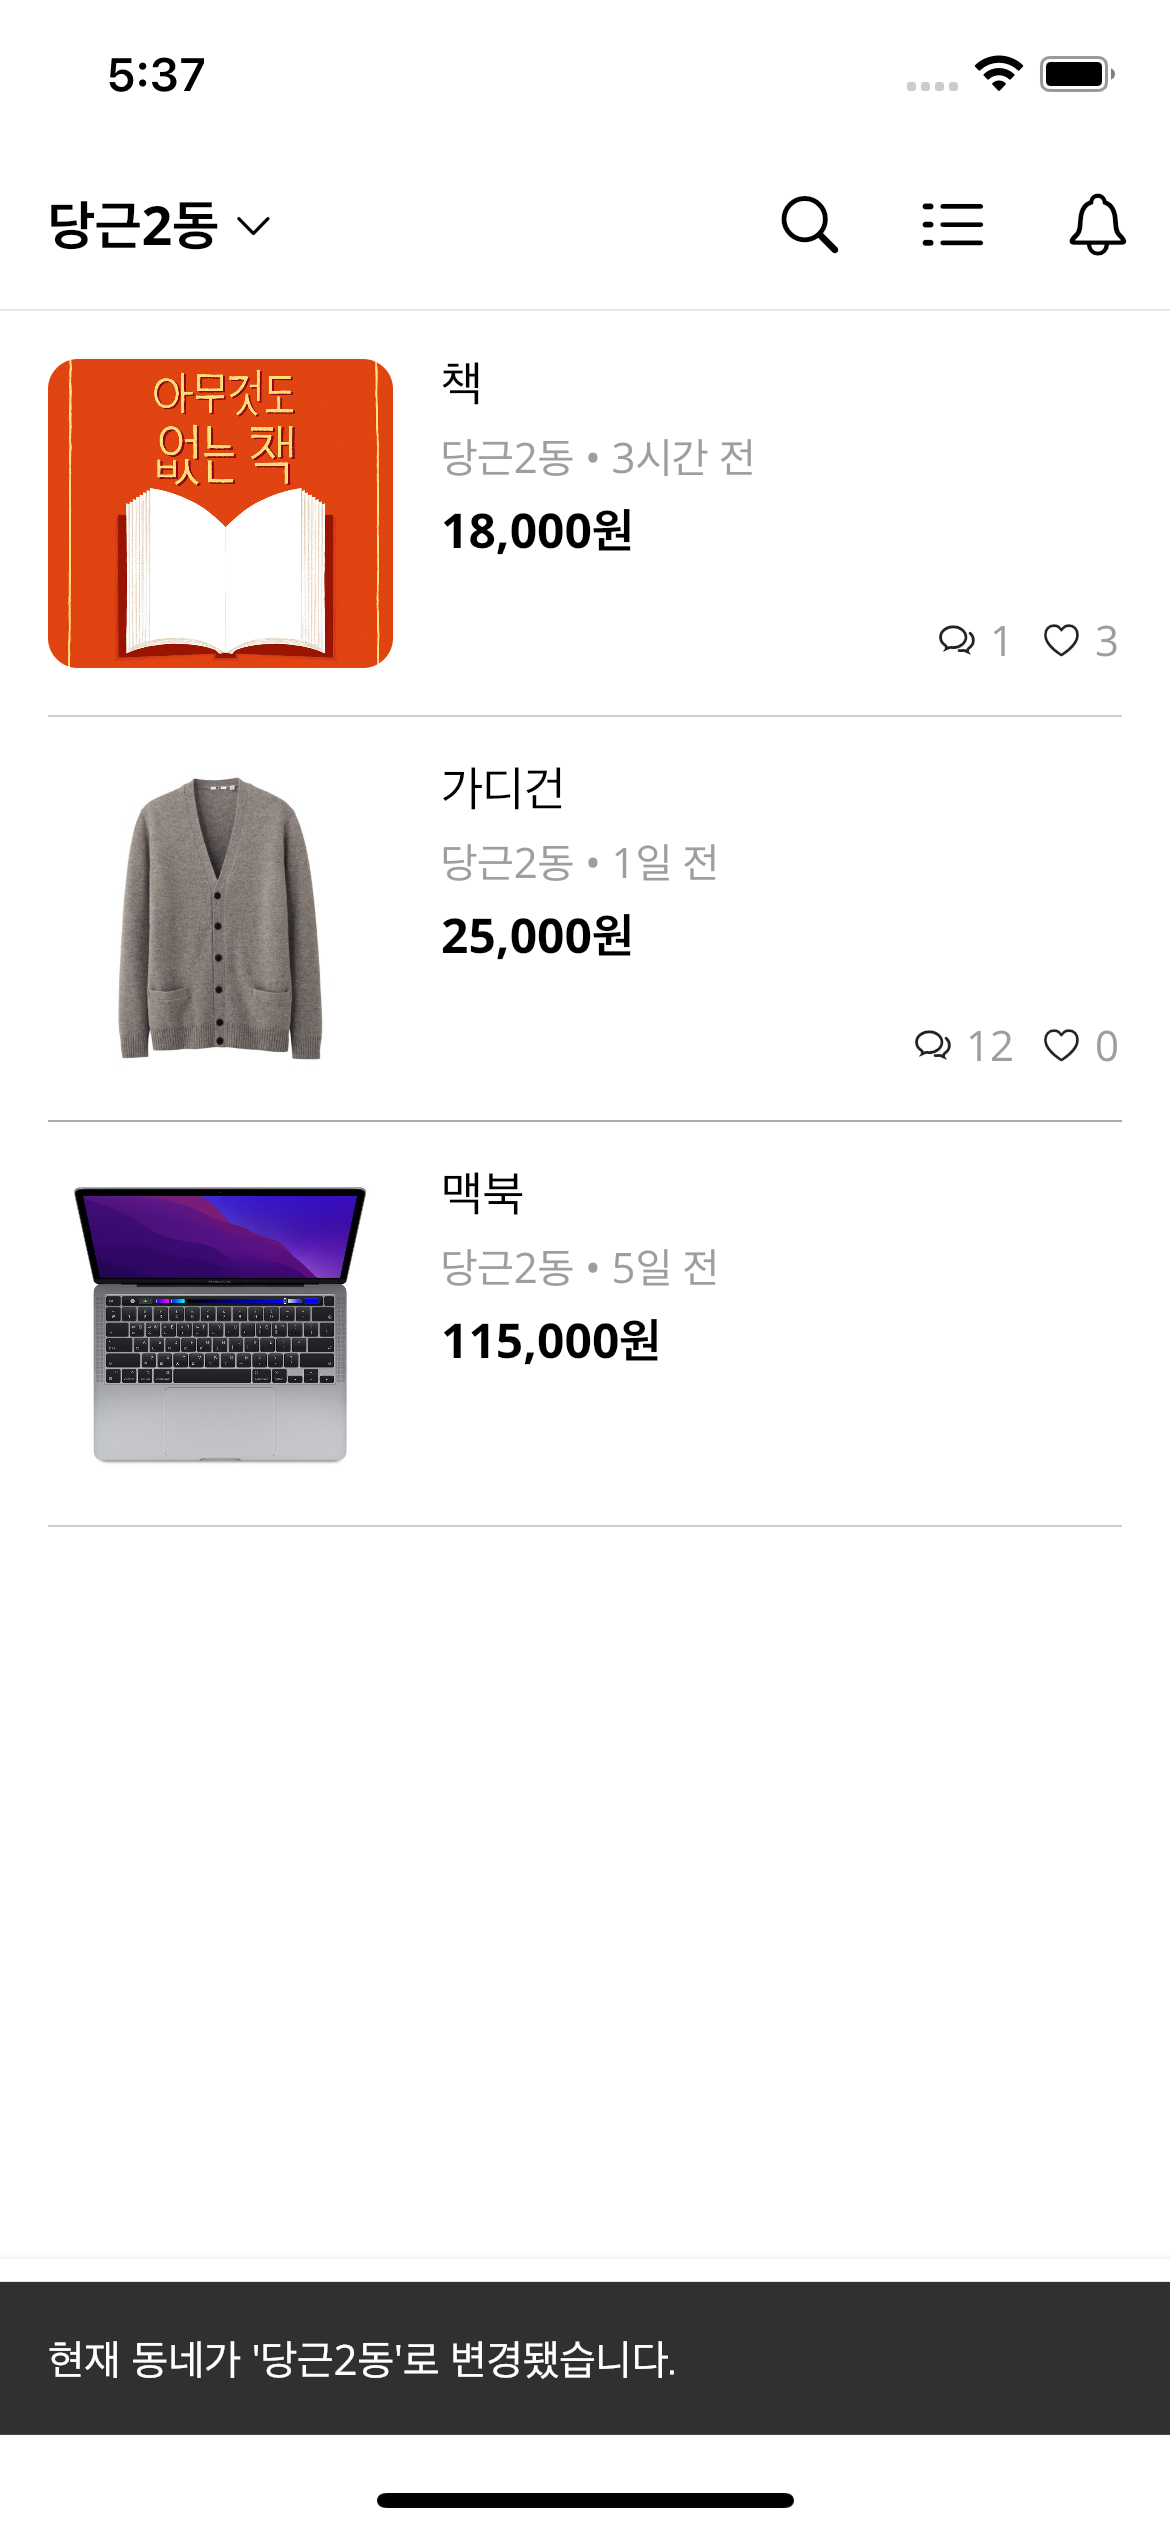 5:37
당근2동
아무것도
없는 책
책
당근2동 • 3시간 전
18,000원
1 3
가디건
당근2동 • 1일 전
25,000원
12 0
맥북
당근2동 • 5일 전
115,000원
현재 동네가 '당근2동'로 변경됐습니다.